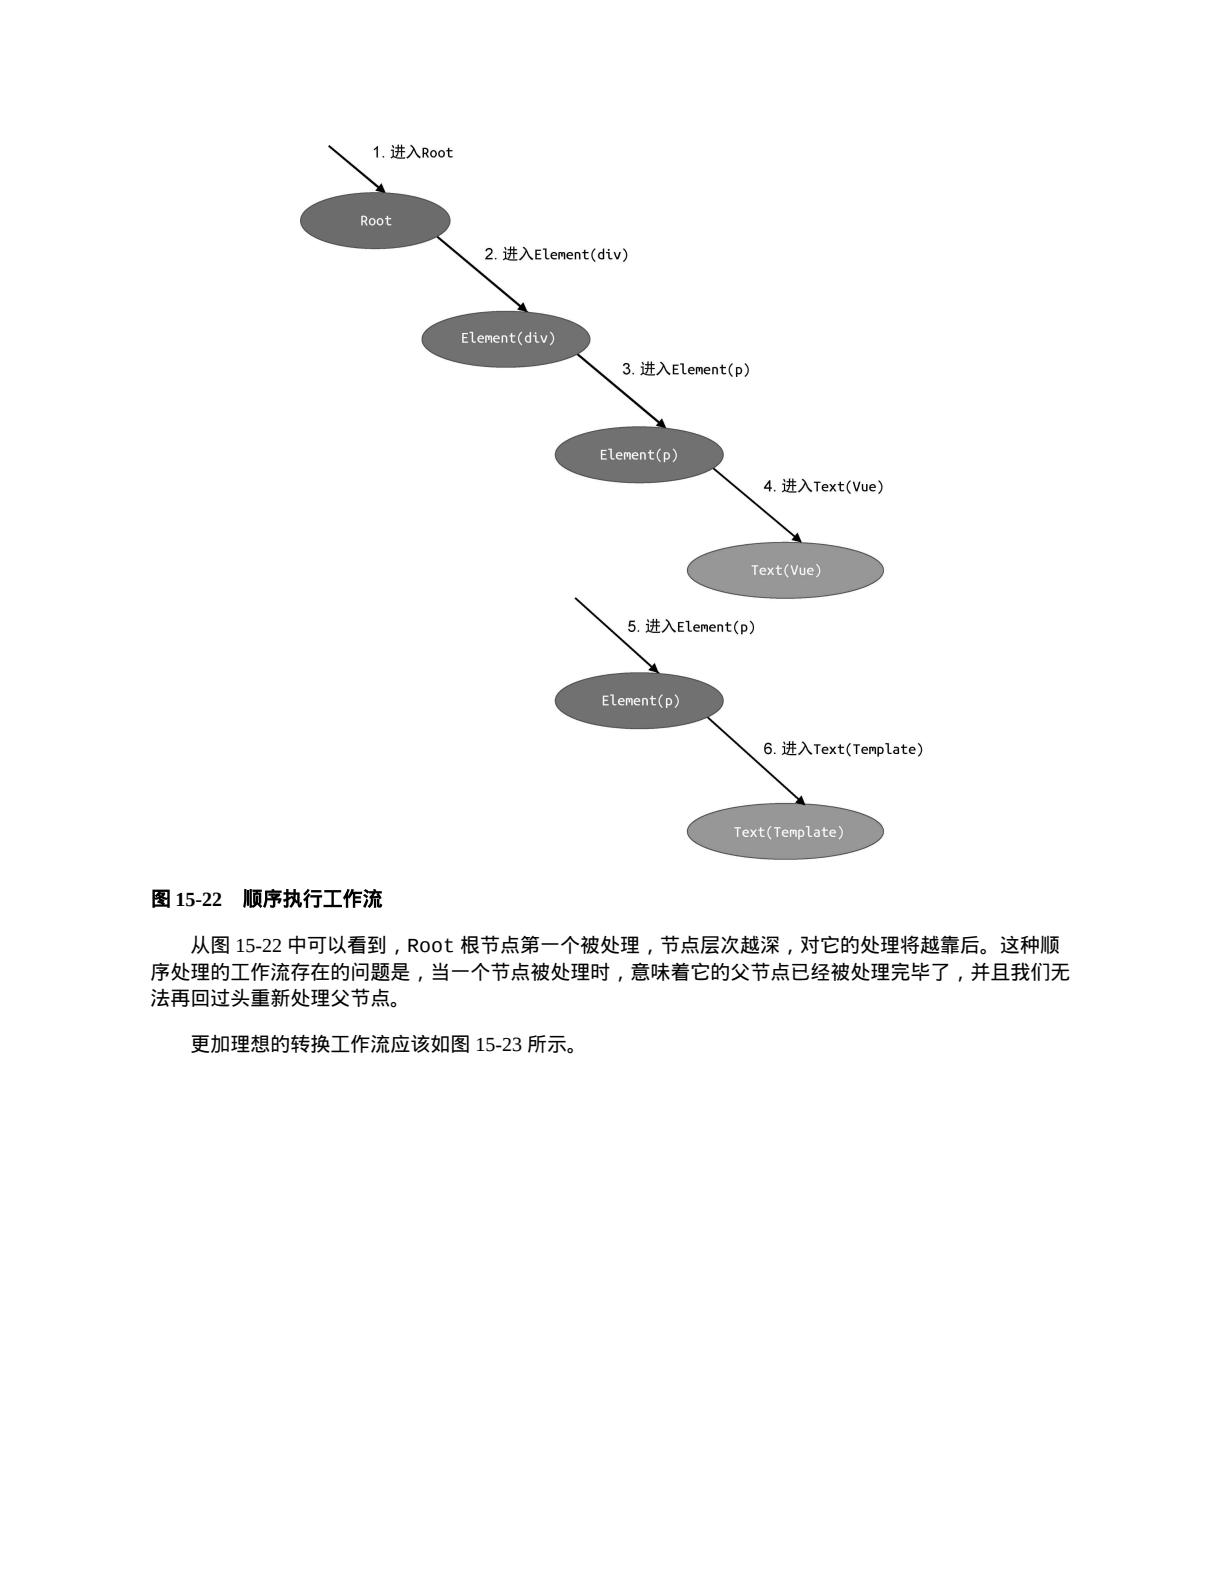 1. 进入Root
Root
2. 进入Element(div)
Element(div)
3. 进入Element(p)
Element(p)
4. 进入Text(Vue)
Text(Vue)
5. 进入Element(p)
Element(p)
6. 进入Text(Template)
Text(Template)
图 15-22　顺序执行工作流
从图 15-22 中可以看到，Root 根节点第一个被处理，节点层次越深，对它的处理将越靠后。这种顺
序处理的工作流存在的问题是，当一个节点被处理时，意味着它的父节点已经被处理完毕了，并且我们无
法再回过头重新处理父节点。
更加理想的转换工作流应该如图 15-23 所示。